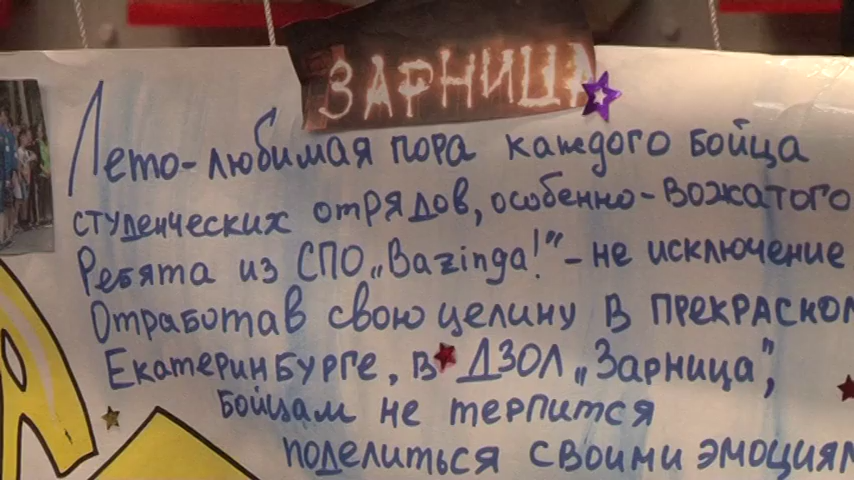 ЗАРНИЦА
Лето-любимая пора каждого бойца
студенческих отрядов, особенно-вожатого
Ребята из СПО „Bazinga!”-не исключение
Отработав свою целину в прекрасном
Екатеринбурге, в ДЗОЛ „Зарница”,
Бойцам не терпится
поделиться своими эмоциям